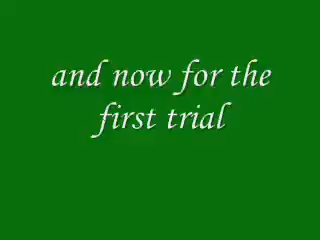 and now for the
first trial